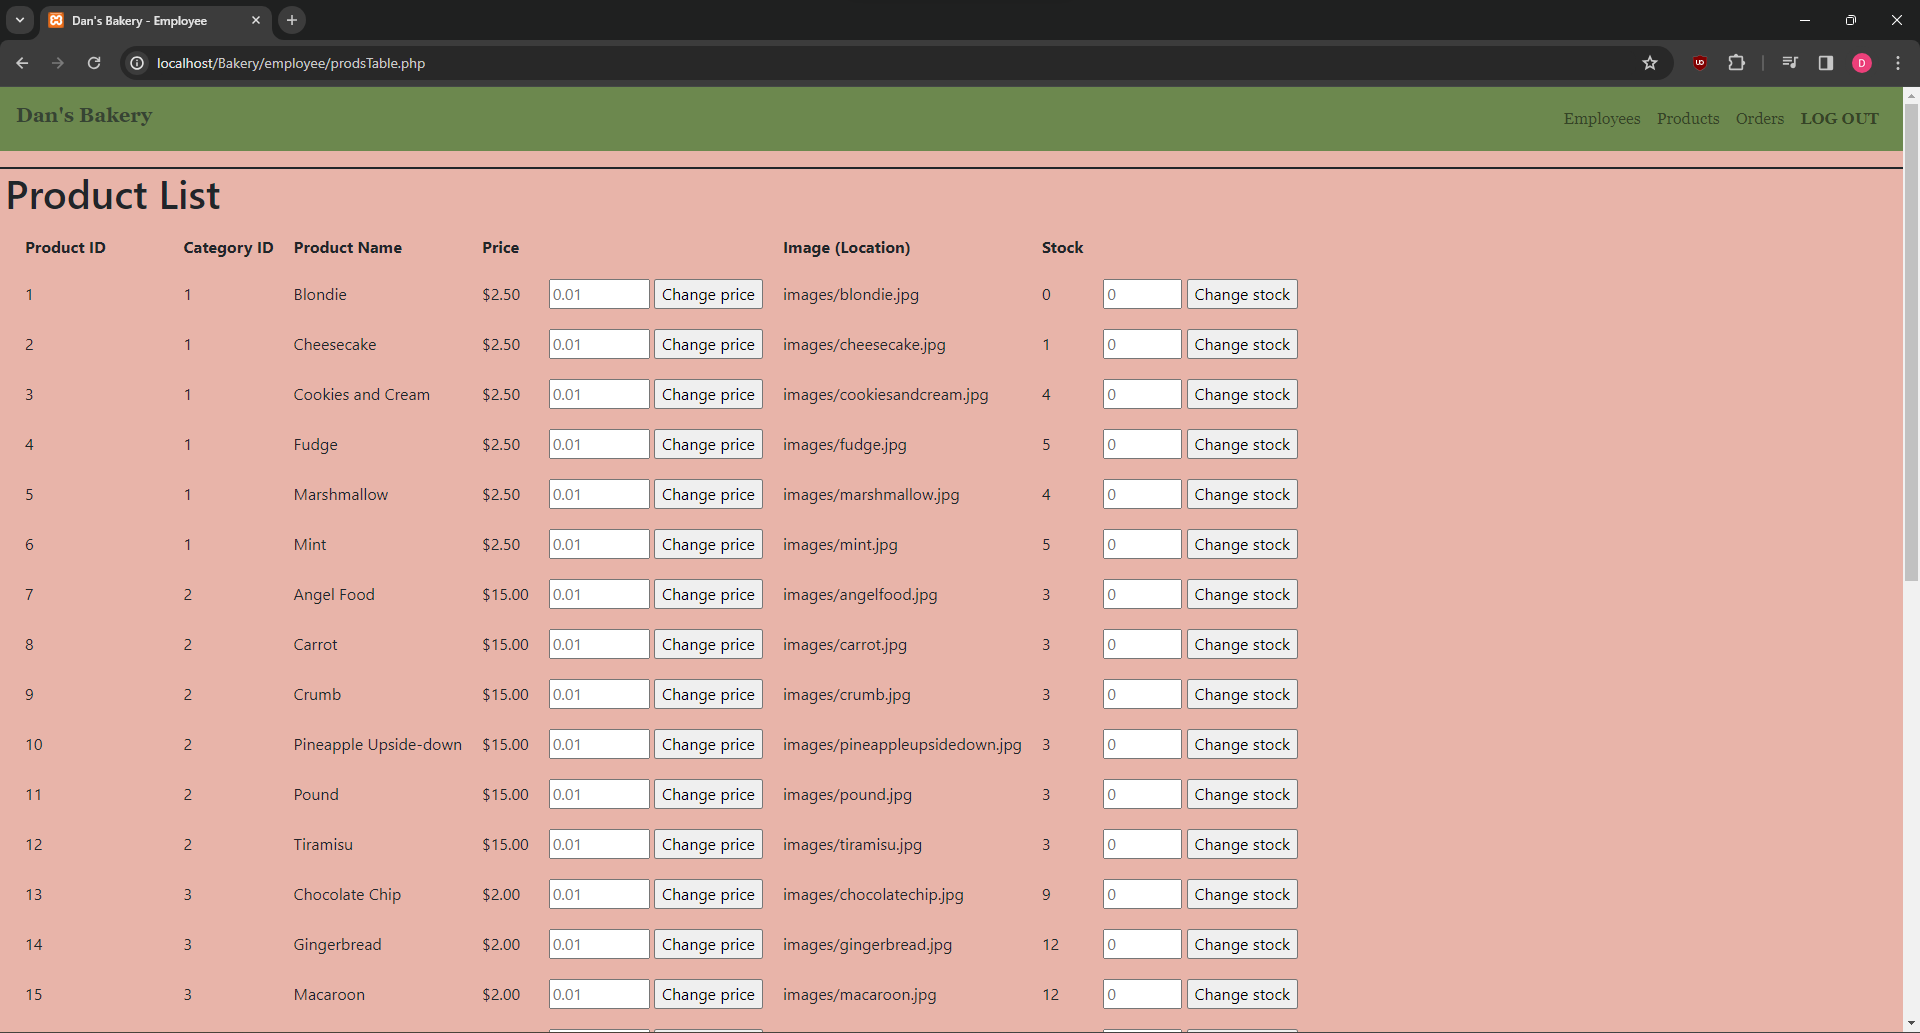 Dan's Bakery - Employee
localhost/Bakery/employee/prodsTable.php
D
Dan's Bakery Employees Products Orders LOG OUT
Product List
Product ID Category ID Product Name Price Image (Location) Stock
1 1 Blondie $2.50 0.01 Change price images/blondie.jpg 0 0 Change stock
2 1 Cheesecake $2.50 0.01 Change price images/cheesecake.jpg 1 0 Change stock
3 1 Cookies and Cream $2.50 0.01 Change price images/cookiesandcream.jpg 4 0 Change stock
4 1 Fudge $2.50 0.01 Change price images/fudge.jpg 5 0 Change stock
5 1 Marshmallow $2.50 0.01 Change price images/marshmallow.jpg 4 0 Change stock
6 1 Mint $2.50 0.01 Change price images/mint.jpg 5 0 Change stock
7 2 Angel Food $15.00 0.01 Change price images/angelfood.jpg 3 0 Change stock
8 2 Carrot $15.00 0.01 Change price images/carrot.jpg 3 0 Change stock
9 2 Crumb $15.00 0.01 Change price images/crumb.jpg 3 0 Change stock
10 2 Pineapple Upside-down $15.00 0.01 Change price images/pineappleupsidedown.jpg 3 0 Change stock
11 2 Pound $15.00 0.01 Change price images/pound.jpg 3 0 Change stock
12 2 Tiramisu $15.00 0.01 Change price images/tiramisu.jpg 3 0 Change stock
13 3 Chocolate Chip $2.00 0.01 Change price images/chocolatechip.jpg 9 0 Change stock
14 3 Gingerbread $2.00 0.01 Change price images/gingerbread.jpg 12 0 Change stock
15 3 Macaroon $2.00 0.01 Change price images/macaroon.jpg 12 0 Change stock